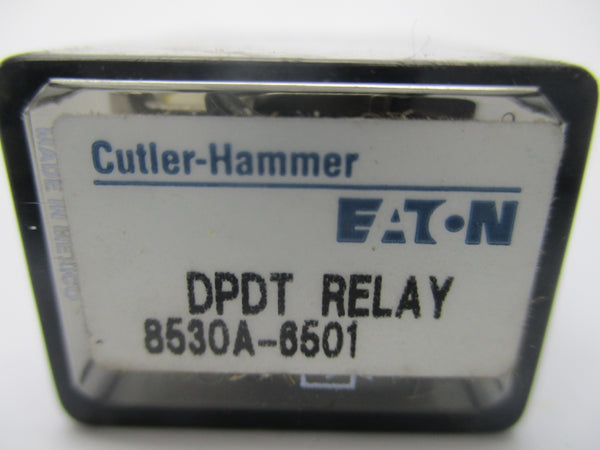 Cutler-Hammer
EATON
DPDT RELAY
8530A-6501
MADE IN MEXICO